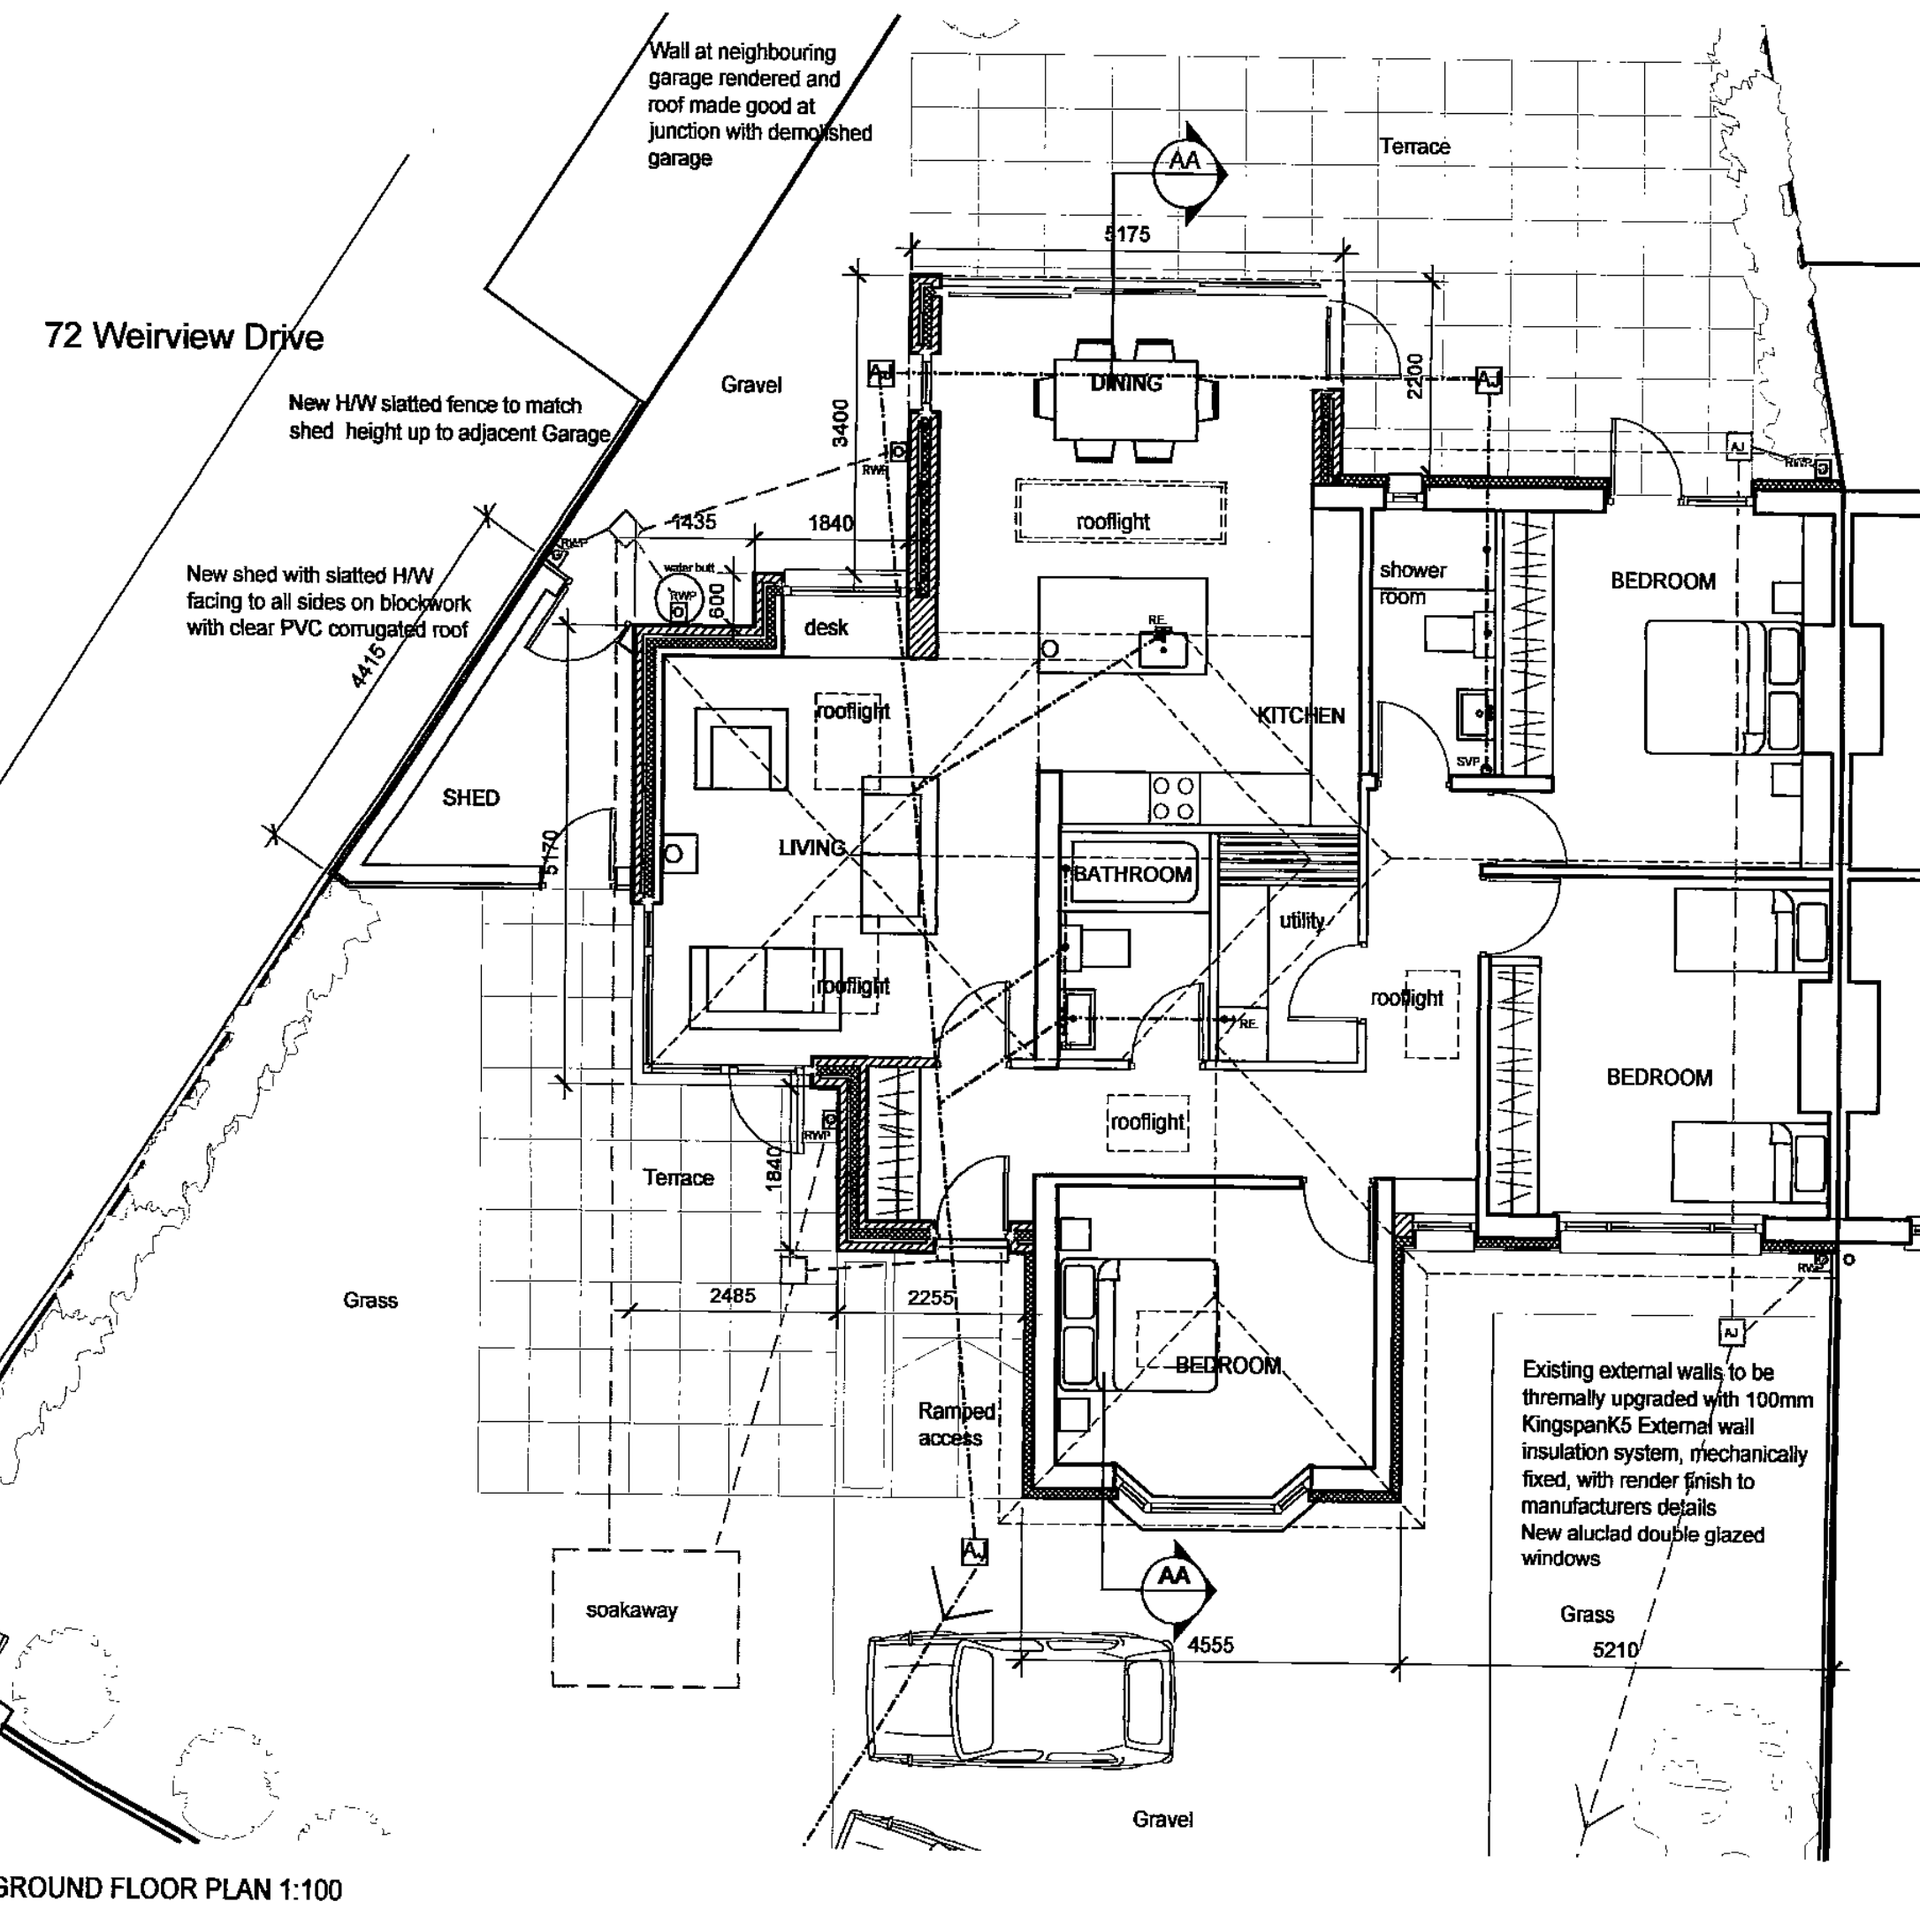 Wall at neighbouring
garage rendered and
roof made good at
junction with demolished
garage
Terrace
AA
5175
72 Weirview Drive
Gravel
AJ
DINING
AJ
2200
New H/W slatted fence to match
shed height up to adjacent Garage
3400
RWP
AJ
RWP
rooflight
1435
1840
RWP
water butt
RWP
600
desk
New shed with slatted H/W
facing to all sides on blockwork
with clear PVC corrugated roof
4415
shower
room
BEDROOM
R.E.
rooflight
KITCHEN
SVP
SHED
5170
LIVING
BATHROOM
utility
rooflight
rooflight
R.E.
BEDROOM
rooflight
RWP
1840
Terrace
Grass
2485
2255
RWP
AJ
BEDROOM
Ramped
access
Existing external walls to be
thremally upgraded with 100mm
KingspanK5 External wall
insulation system, mechanically
fixed, with render finish to
manufacturers details
New aluclad double glazed
windows
AJ
AA
soakaway
Grass
4555
5210
Gravel
GROUND FLOOR PLAN 1:100